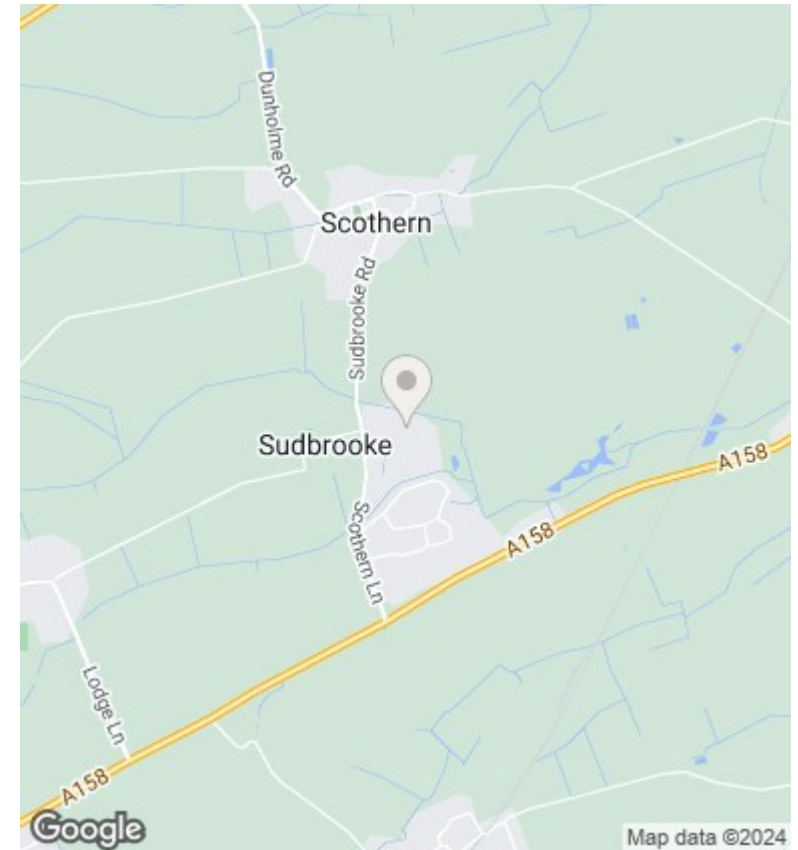 Dunholme Rd
Scothern
Sudbrooke Rd
Sudbrooke
A158
Scothern Ln
A158
Lodge Ln
A158
Google
Map data ©2024